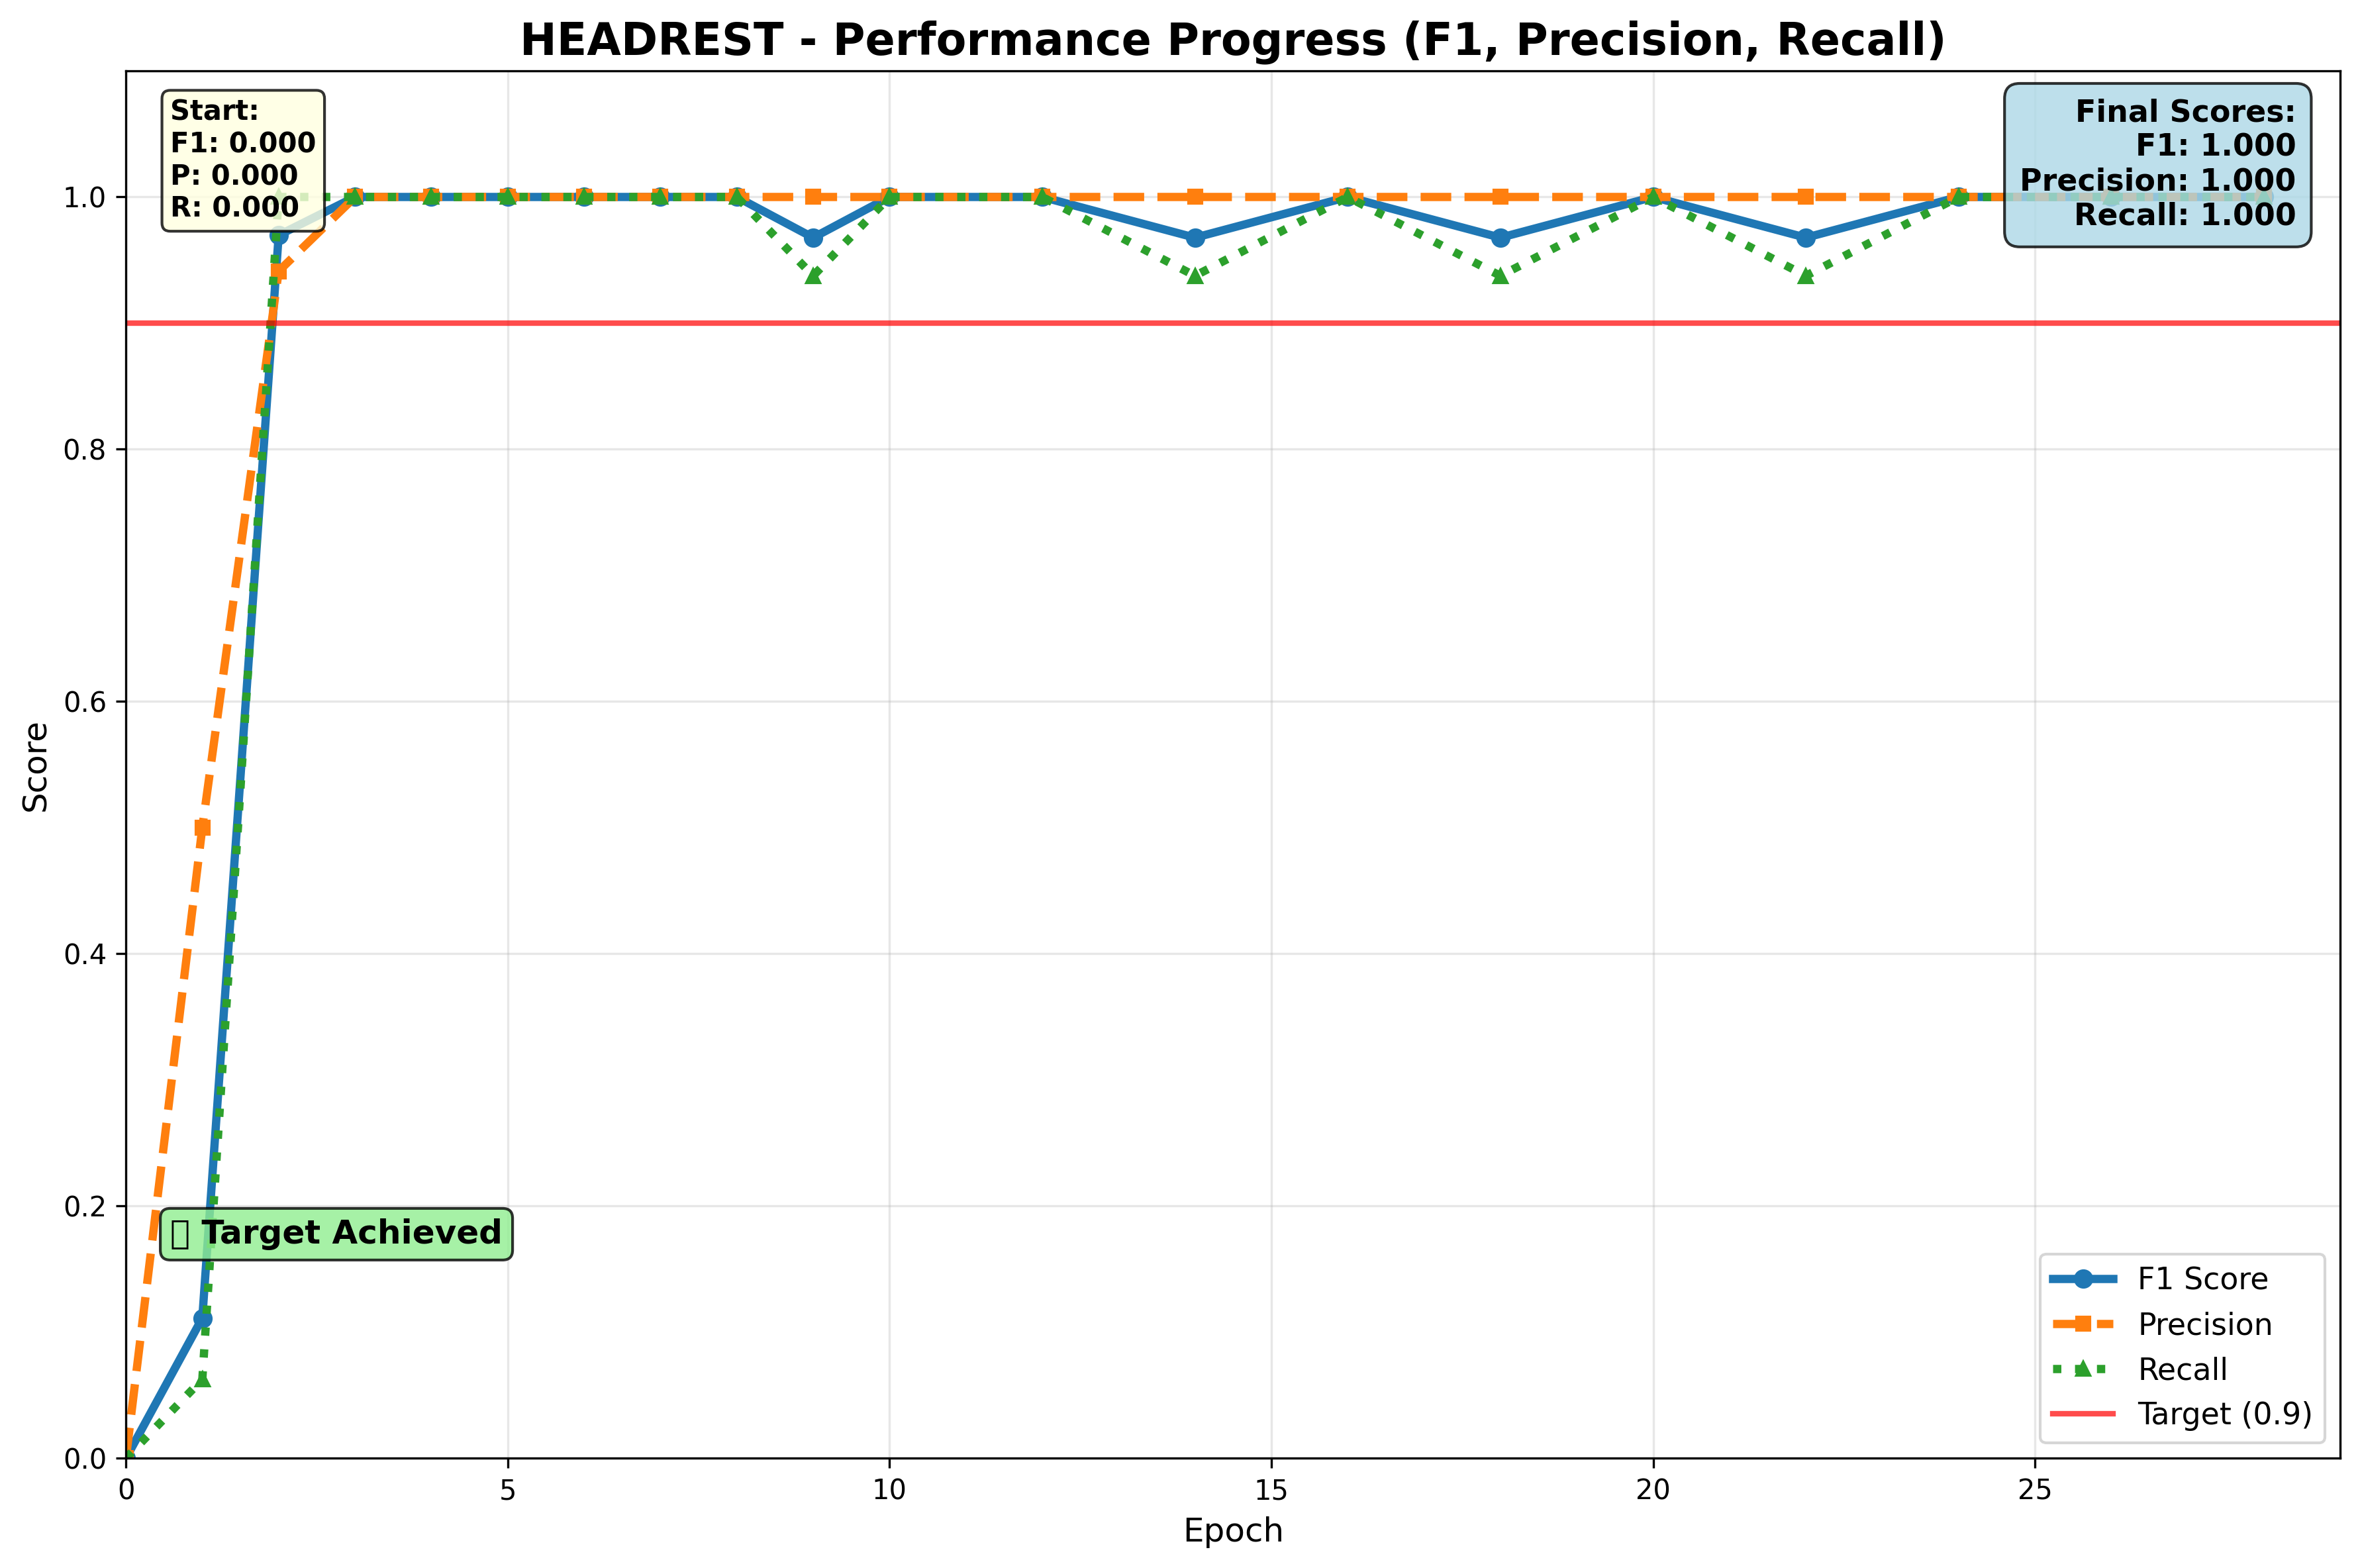 HEADREST - Performance Progress (F1, Precision, Recall)
Start:
F1: 0.000
P: 0.000
R: 0.000
Final Scores:
F1: 1.000
Precision: 1.000
Recall: 1.000
1.0
0.8
0.6
0.4
0.2
0.0
Score
Target Achieved
F1 Score
Precision
Recall
Target (0.9)
0 5 10 15 20 25
Epoch